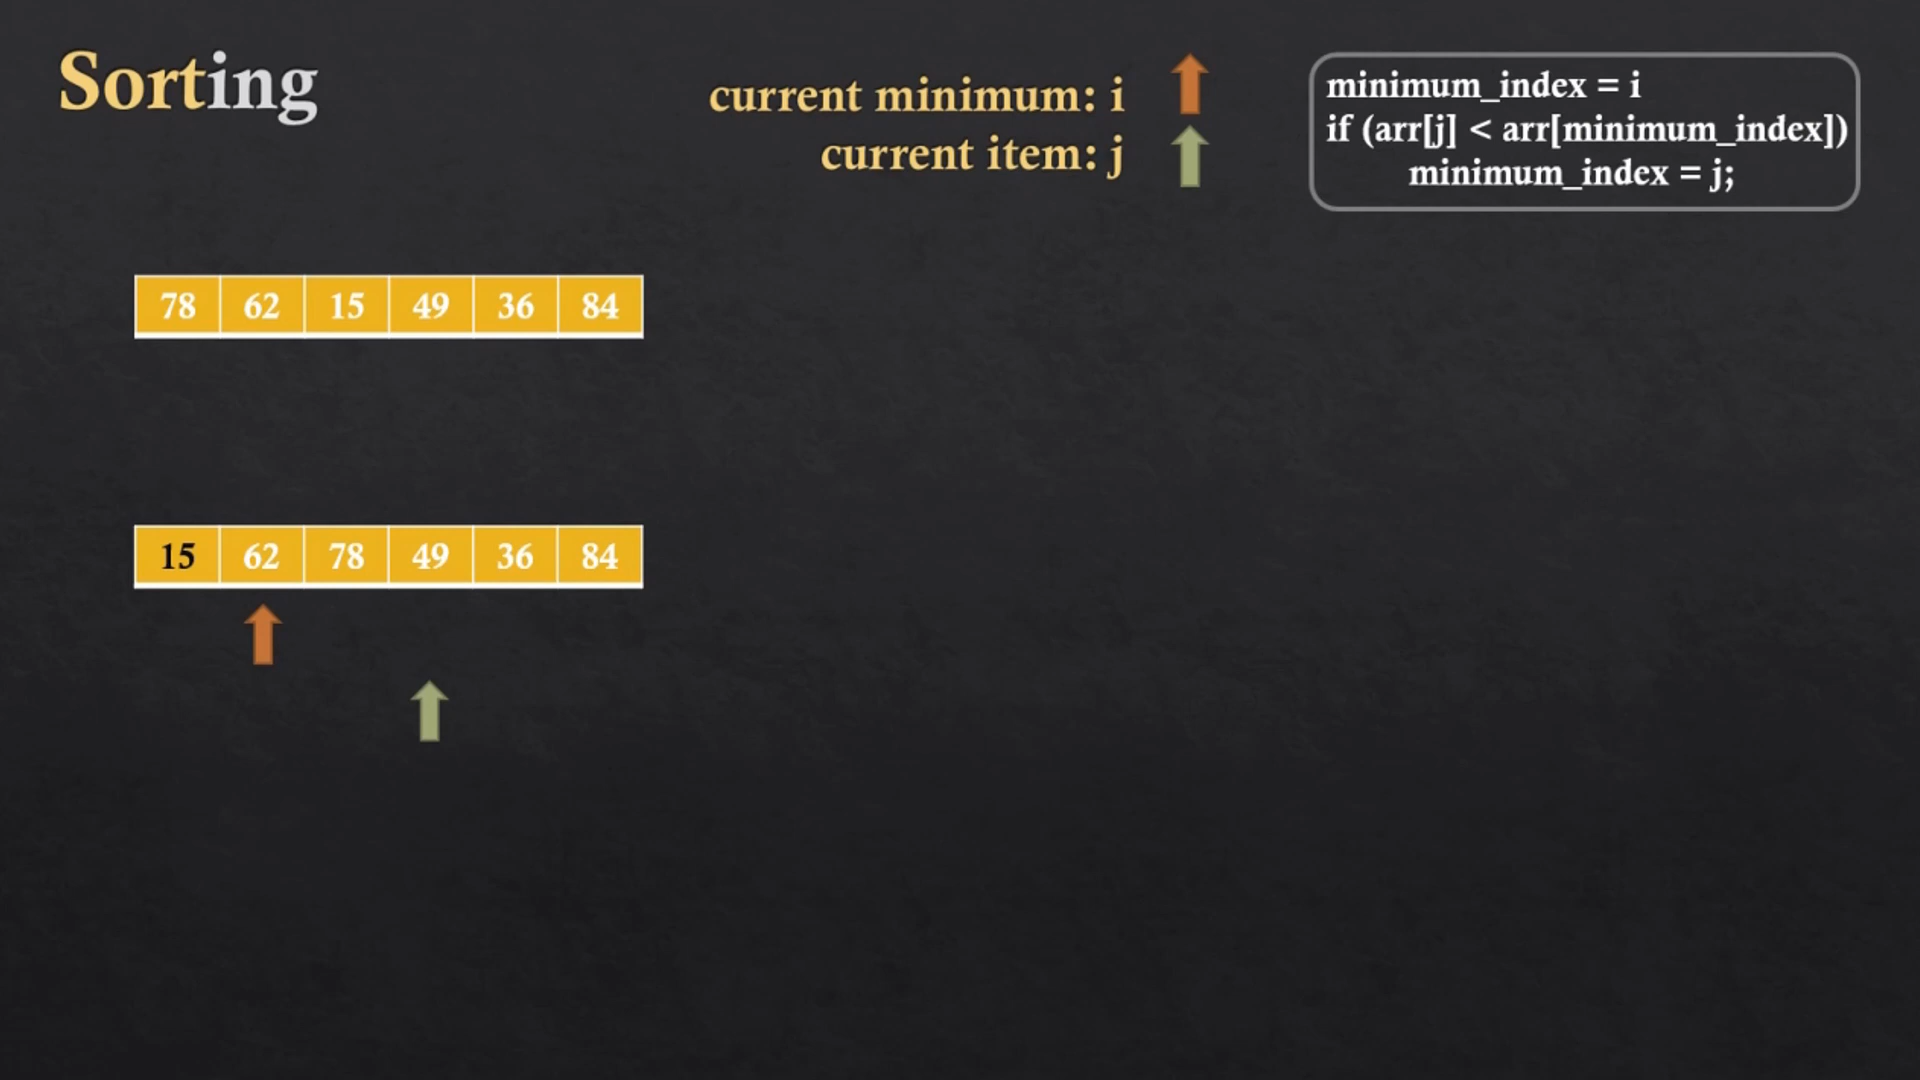 Sorting
current minimum: i
current item: j
minimum_index = i
if (arr[j] < arr[minimum_index])
minimum_index = j;
78 62 15 49 36 84
15 62 78 49 36 84